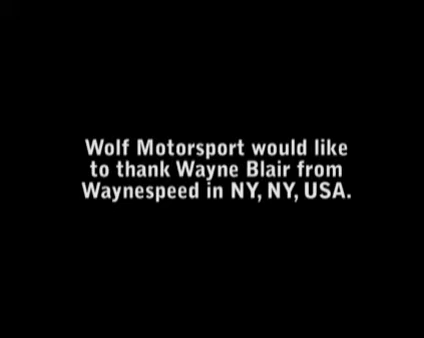 Wolf Motorsport would like
to thank Wayne Blair from
Waynespeed in NY, NY, USA.